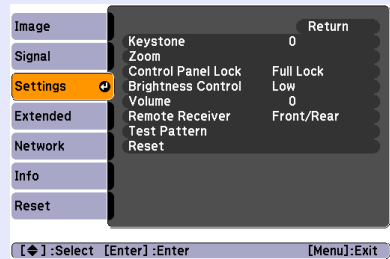 Image
Signal
Settings
Extended
Network
Info
Reset
Return
Keystone 0
Zoom
Control Panel Lock Full Lock
Brightness Control Low
Volume 0
Remote Receiver Front/Rear
Test Pattern
Reset
[◆] :Select [Enter] :Enter [Menu]:Exit